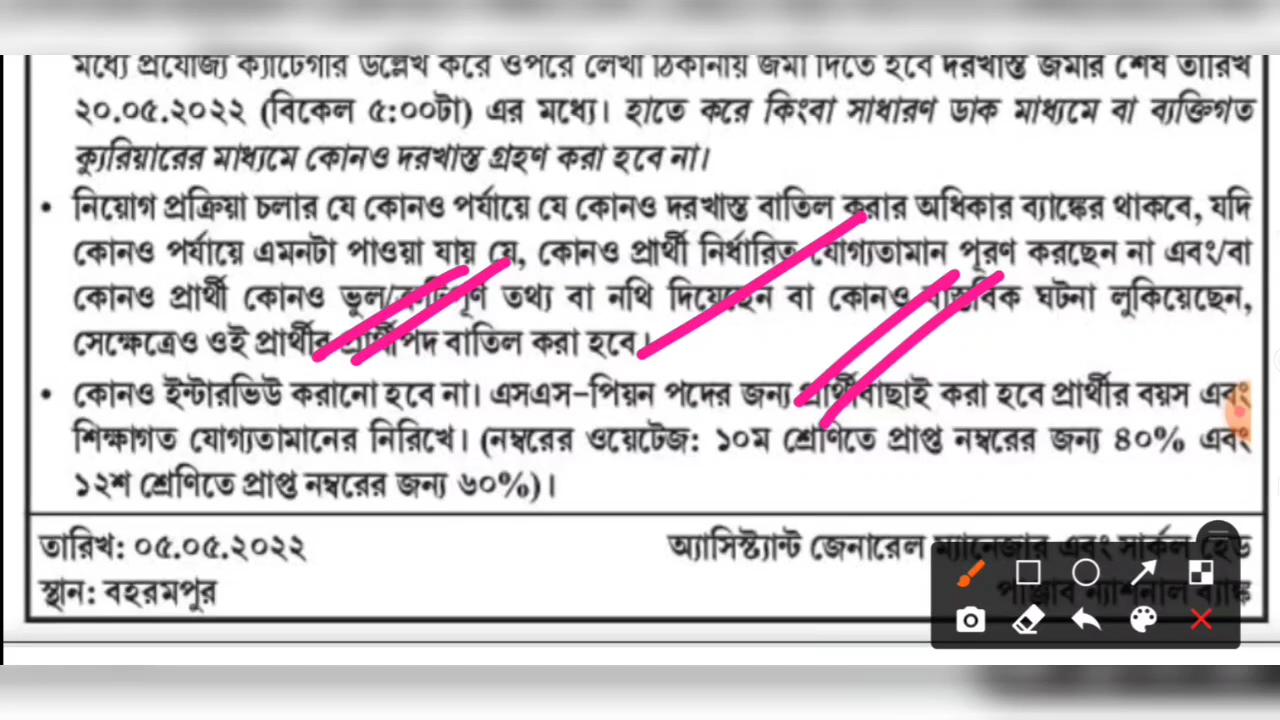 মধ্যে প্রযোজ্য ক্যাটেগরি উল্লেখ করে ওপরে লেখা ঠিকানায় জমা দিতে হবে দরখাস্ত জমার শেষ তারিখ
২০.০৫.২০২২ (বিকেল ৫:০০টা) এর মধ্যে। হাতে করে কিংবা সাধারণ ডাক মাধ্যমে বা ব্যক্তিগত
ক্যুরিয়ারের মাধ্যমে কোনও দরখাস্ত গ্রহণ করা হবে না।
• নিয়োগ প্রক্রিয়া চলার যে কোনও পর্যায়ে যে কোনও দরখাস্ত বাতিল করার অধিকার ব্যাঙ্কের থাকবে, যদি
কোনও পর্যায়ে এমনটা পাওয়া যায় যে, কোনও প্রার্থী নির্ধারিত যোগ্যতামান পূরণ করছেন না এবং/বা
কোনও প্রার্থী কোনও ভুল/ত্রুটিপূর্ণ তথ্য বা নথি দিয়েছেন বা কোনও বাস্তবিক ঘটনা লুকিয়েছেন,
সেক্ষেত্রেও ওই প্রার্থীর প্রার্থীপদ বাতিল করা হবে।
• কোনও ইন্টারভিউ করানো হবে না। এসএস-পিয়ন পদের জন্য প্রার্থীবাছাই করা হবে প্রার্থীর বয়স এবং
শিক্ষাগত যোগ্যতামানের নিরিখে। (নম্বরের ওয়েটেজ: ১০ম শ্রেণিতে প্রাপ্ত নম্বরের জন্য ৪০% এবং
১২শ শ্রেণিতে প্রাপ্ত নম্বরের জন্য ৬০%)।
তারিখ: ০৫.০৫.২০২২
অ্যাসিস্ট্যান্ট জেনারেল ম্যানেজার এবং সার্কল হেড
স্থান: বহরমপুর
পাঞ্জাব ন্যাশনাল ব্যাঙ্ক